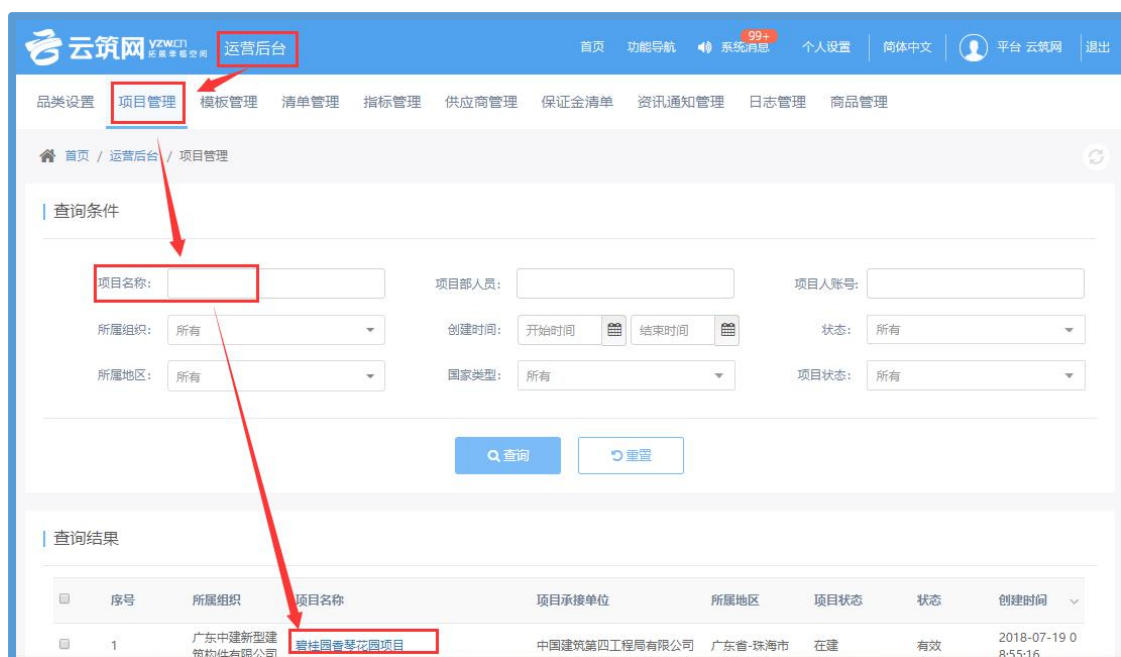 云筑网 yzw.cn 拓展幸福空间 运营后台 首页 功能导航 系统消息 99+ 个人设置 简体中文 平台 云筑网 退出
品类设置 项目管理 模板管理 清单管理 指标管理 供应商管理 保证金清单 资讯通知管理 日志管理 商品管理
首页 / 运营后台 / 项目管理
查询条件
项目名称: 项目部人员: 项目人账号:
所属组织: 所有 创建时间: 开始时间 结束时间 状态: 所有
所属地区: 所有 国家类型: 所有 项目状态: 所有
查询 重置
查询结果
序号 所属组织 项目名称 项目承接单位 所属地区 项目状态 状态 创建时间
1 广东中建新型建筑构件有限公司 碧桂园香琴花园项目 中国建筑第四工程局有限公司 广东省-珠海市 在建 有效 2018-07-19 08:55:16